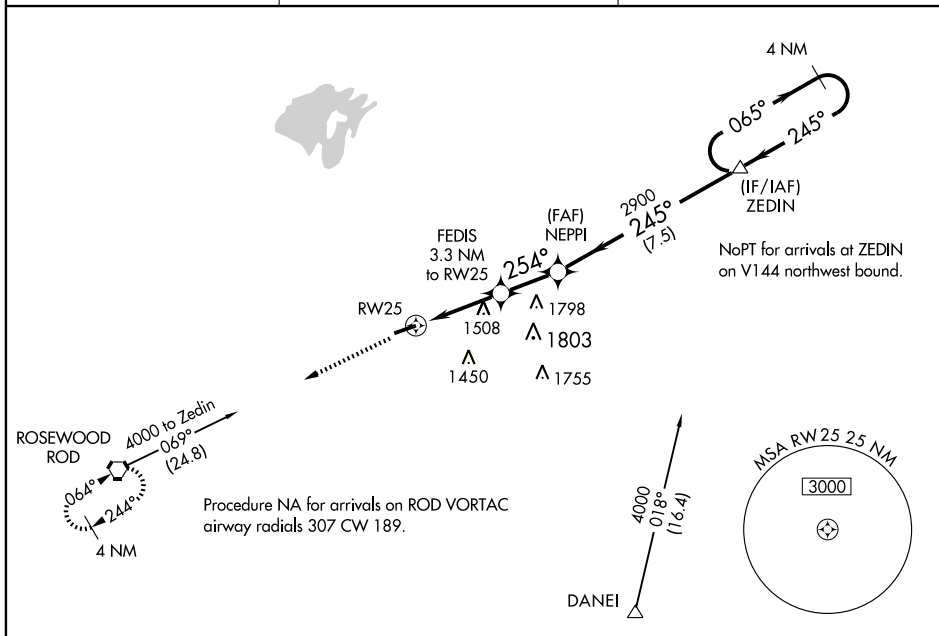 4 NM
065°
245°
(IF/IAF)
ZEDIN
2900
245°
(7.5)
(FAF)
NEPPI
NoPT for arrivals at ZEDIN
on V144 northwest bound.
FEDIS
3.3 NM
to RW25
254°
RW25
1508
1798
1803
1450
1755
ROSEWOOD
ROD
4000 to Zedin
069°
(24.8)
064°
244°
4 NM
Procedure NA for arrivals on ROD VORTAC
airway radials 307 CW 189.
4000
018°
(16.4)
DANEI
MSA RW25 25 NM
3000